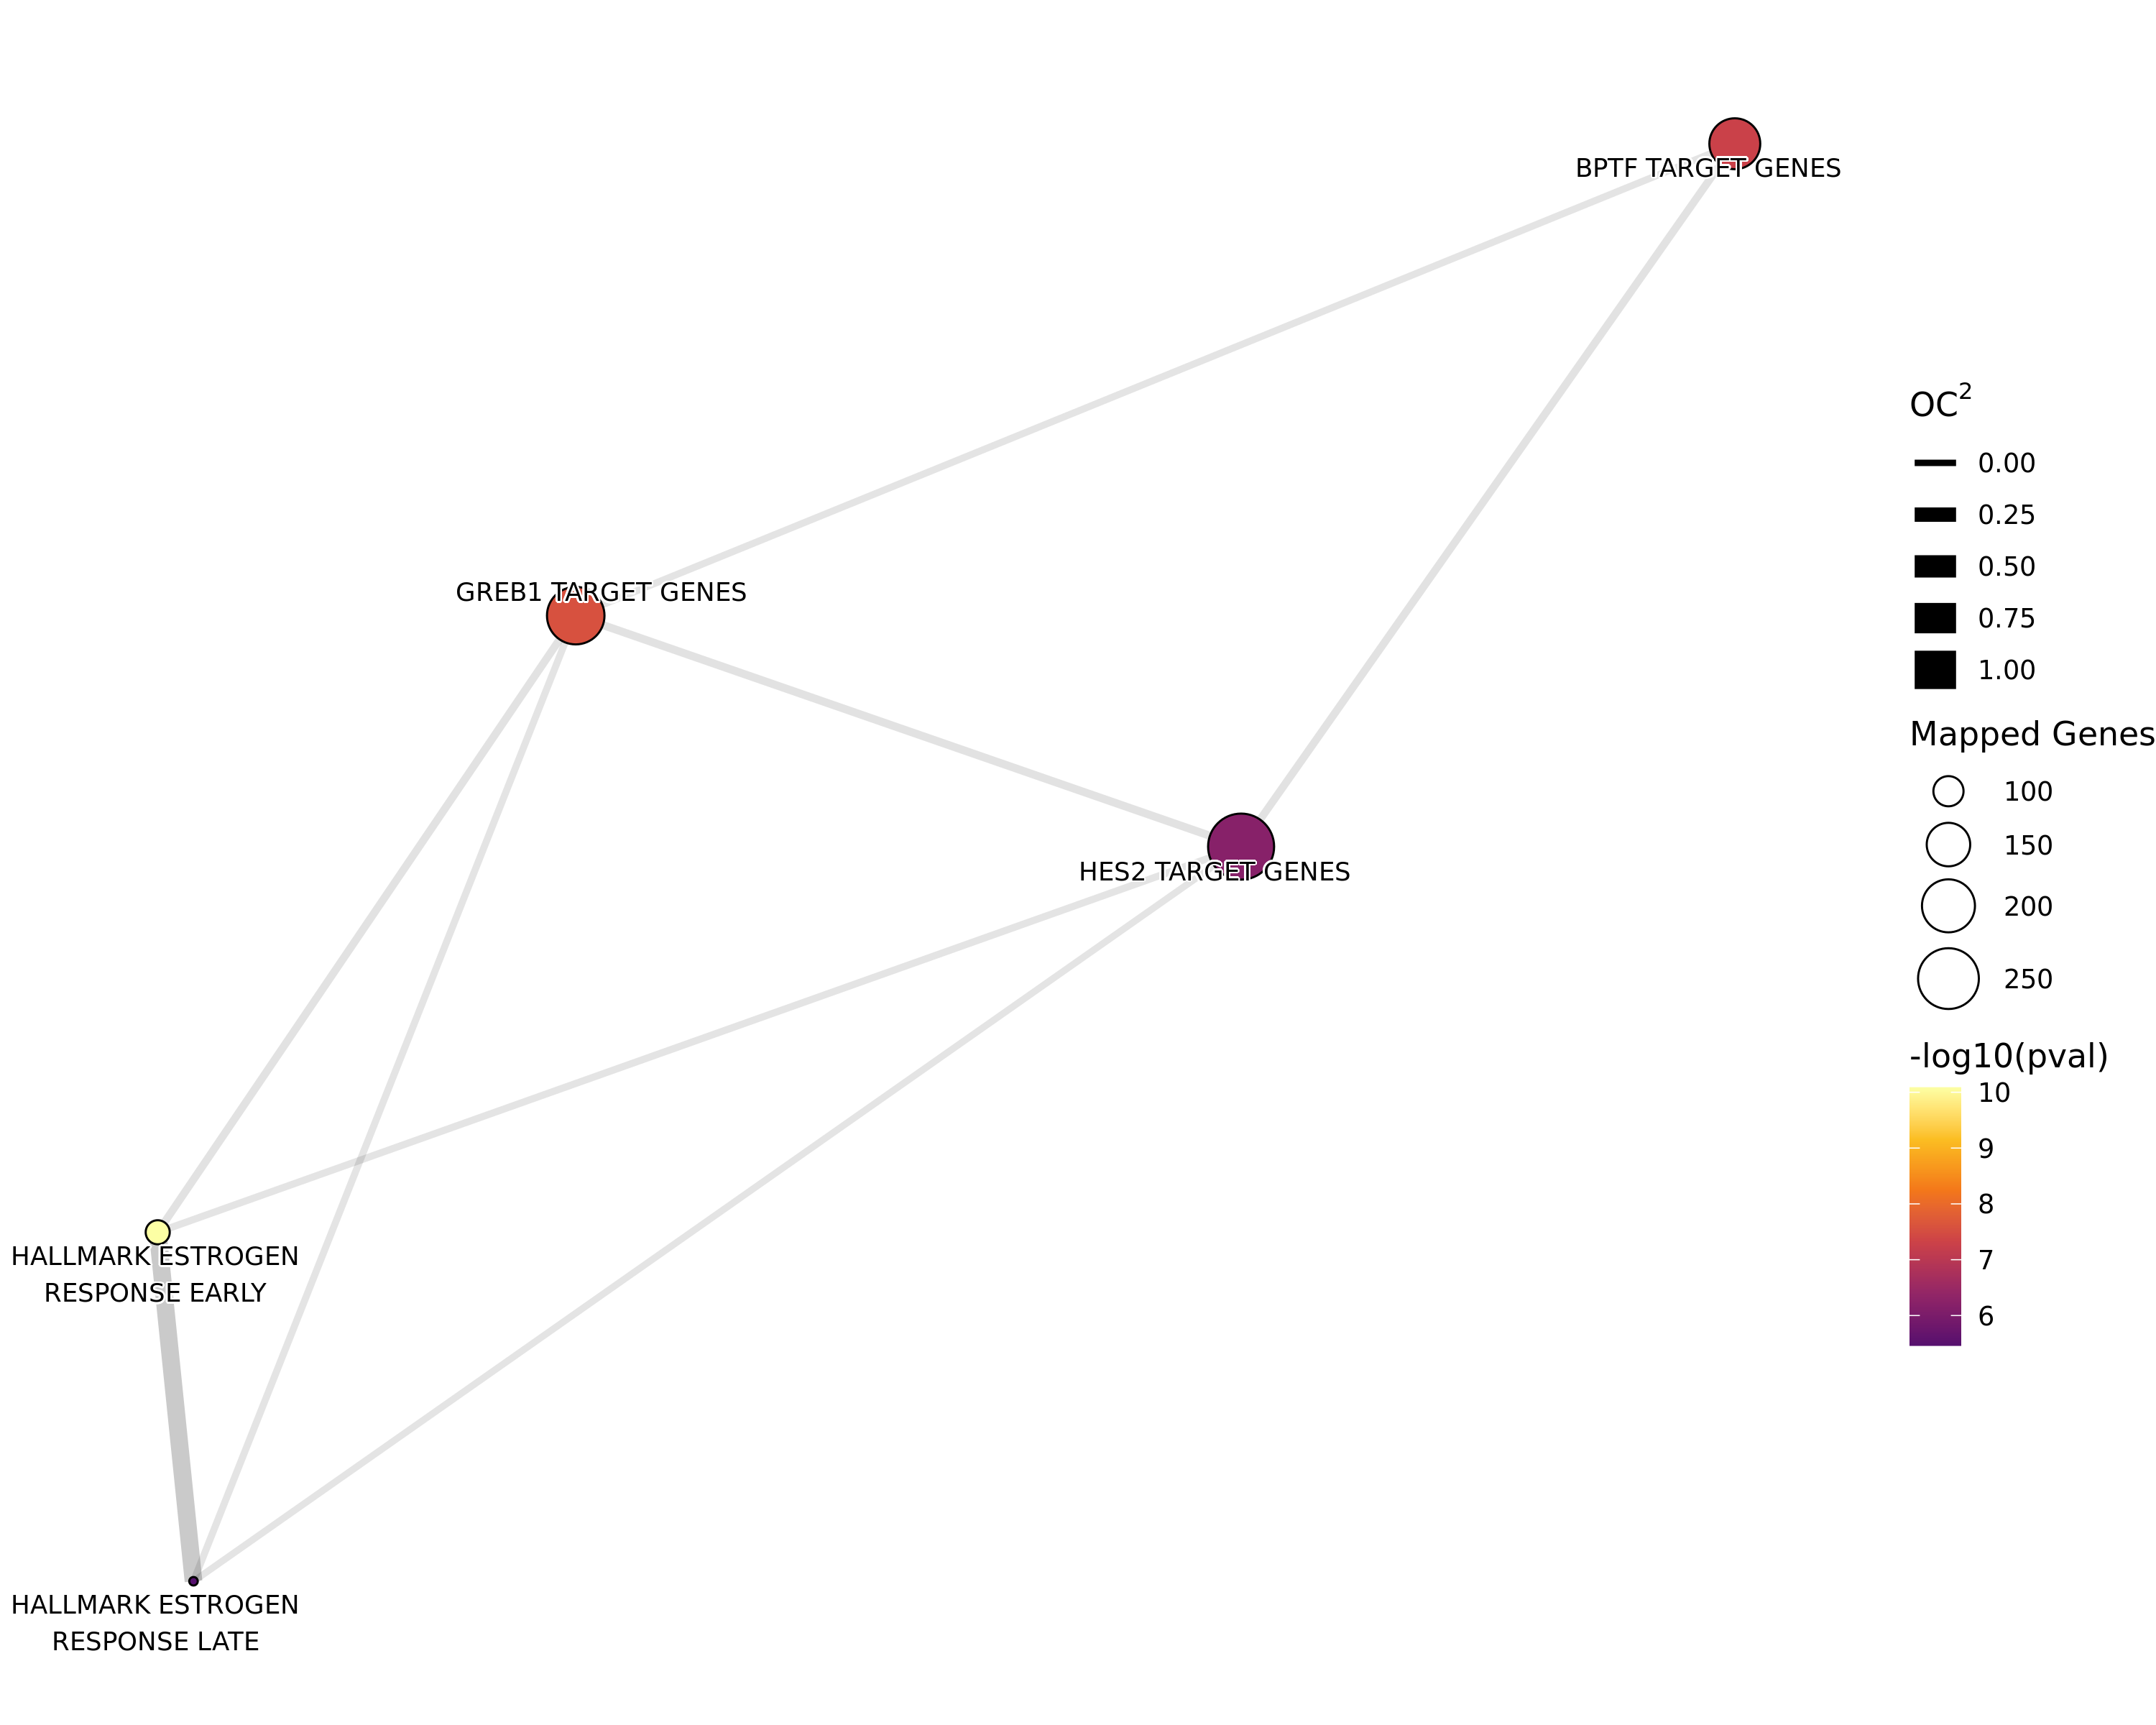 BPTF TARGET GENES
GREB1 TARGET GENES
HES2 TARGET GENES
HALLMARK ESTROGEN
RESPONSE EARLY
HALLMARK ESTROGEN
RESPONSE LATE
OC²
0.00
0.25
0.50
0.75
1.00
Mapped Genes
100
150
200
250
-log10(pval)
10
9
8
7
6